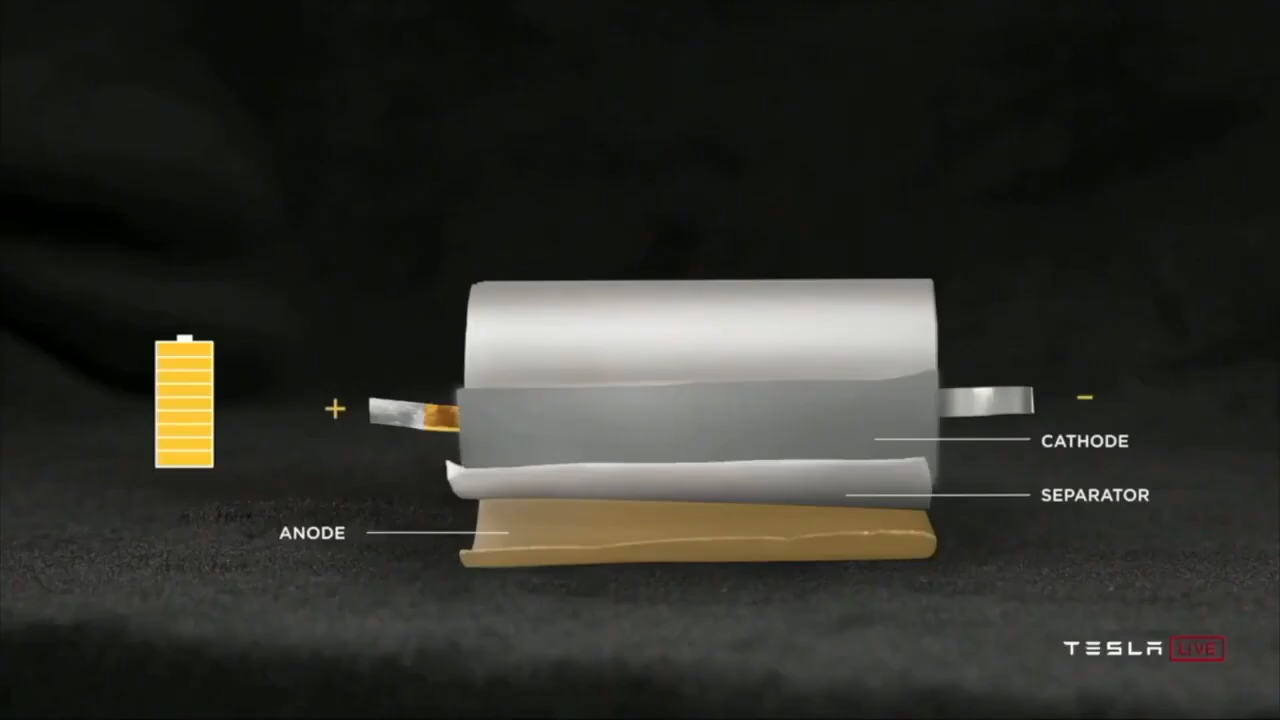 +
-
CATHODE
SEPARATOR
ANODE
TESLA LIVE